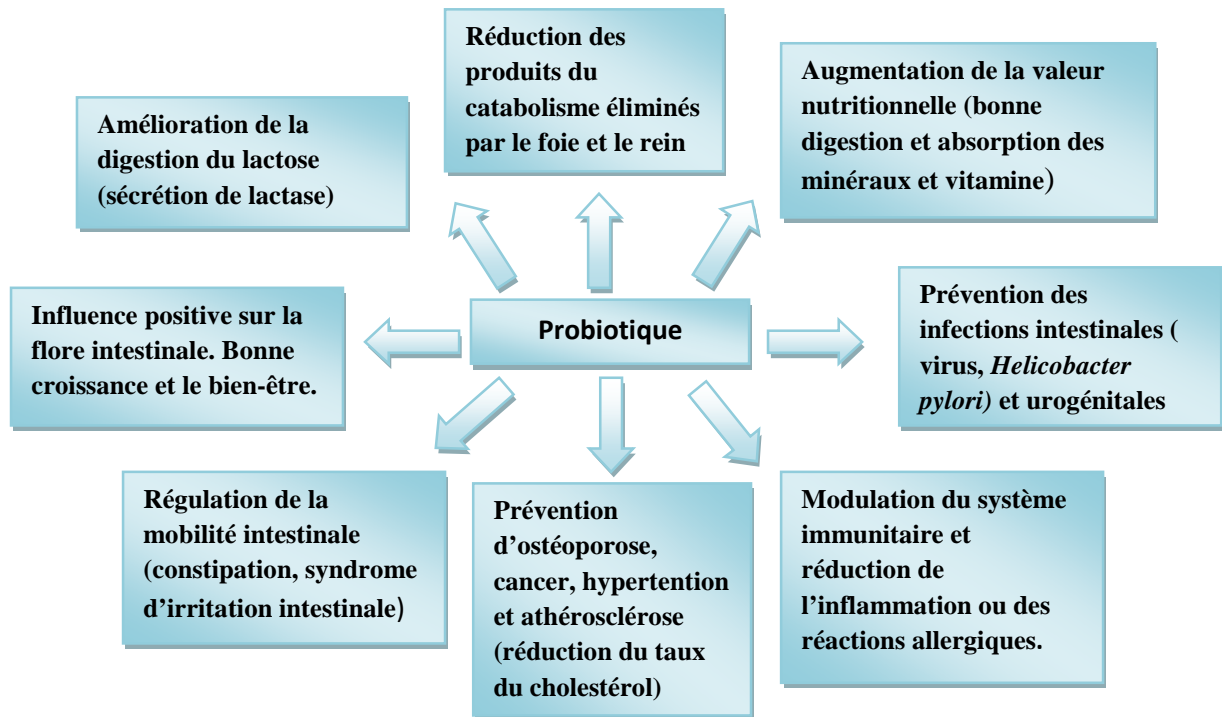 Réduction des
produits du
catabolisme éliminés
par le foie et le rein
Augmentation de la valeur
nutritionnelle (bonne
digestion et absorption des
minéraux et vitamine)
Amélioration de la
digestion du lactose
(sécrétion de lactase)
Prévention des
infections intestinales (
virus, Helicobacter
pylori) et urogénitales
Influence positive sur la
flore intestinale. Bonne
croissance et le bien-être.
Probiotique
Régulation de la
mobilité intestinale
(constipation, syndrome
d’irritation intestinale)
Prévention
d’ostéoporose,
cancer, hypertention
et athérosclérose
(réduction du taux
du cholestérol)
Modulation du système
immunitaire et
réduction de
l’inflammation ou des
réactions allergiques.